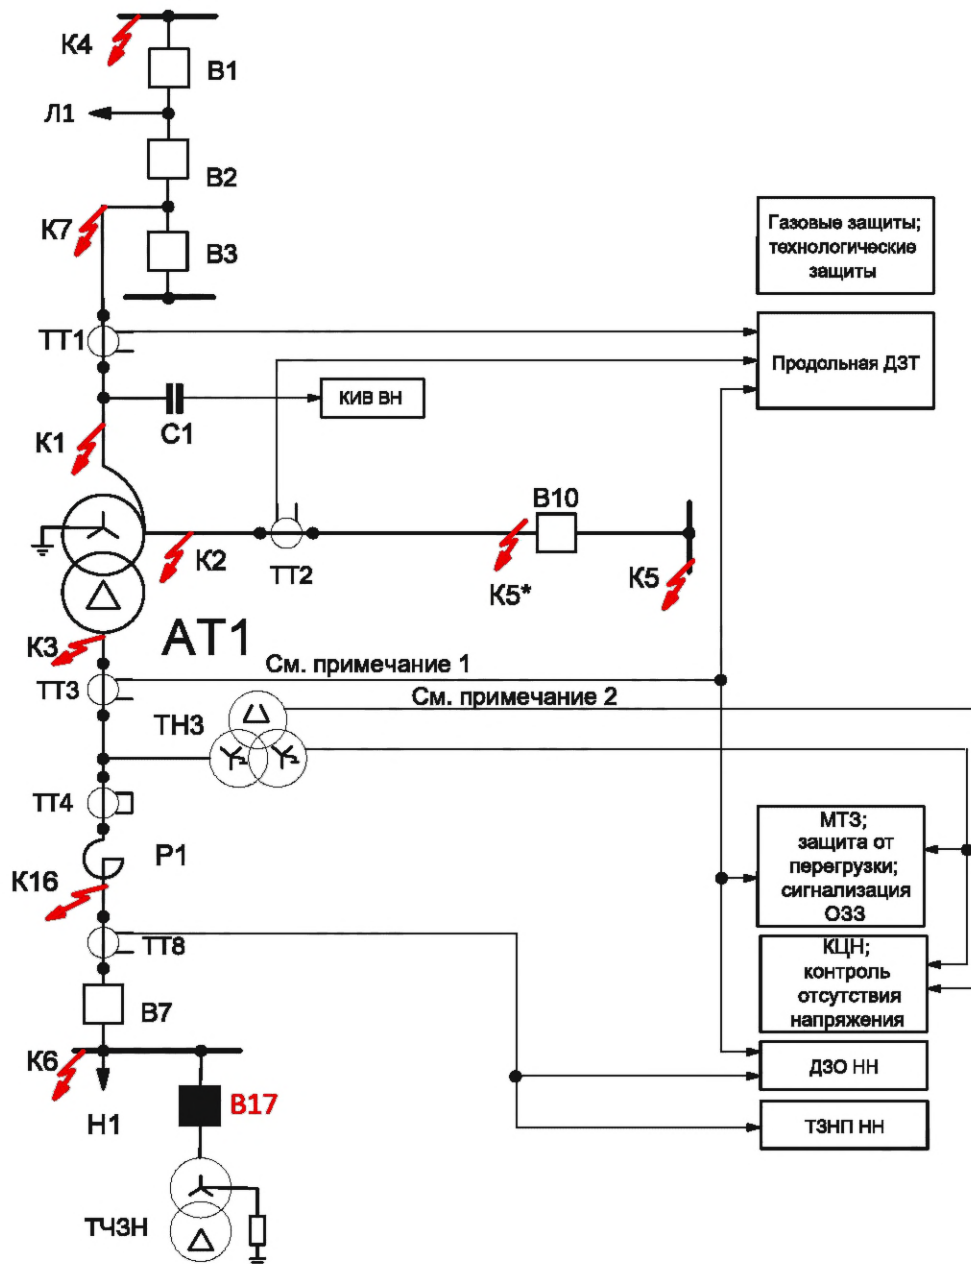 К4
В1
Л1
В2
К7
В3
Газовые защиты;
технологические
защиты
ТТ1
Продольная ДЗТ
КИВ ВН
С1
К1
В10
К2
ТТ2
К5*
К5
К3
АТ1
См. примечание 1
ТТ3
См. примечание 2
ТН3
ТТ4
МТЗ;
защита от
перегрузки;
сигнализация
ОЗЗ
Р1
К16
ТТ8
КЦН;
контроль
отсутствия
напряжения
В7
К6
ДЗО НН
Н1
В17
ТЗНП НН
ТЧЗН